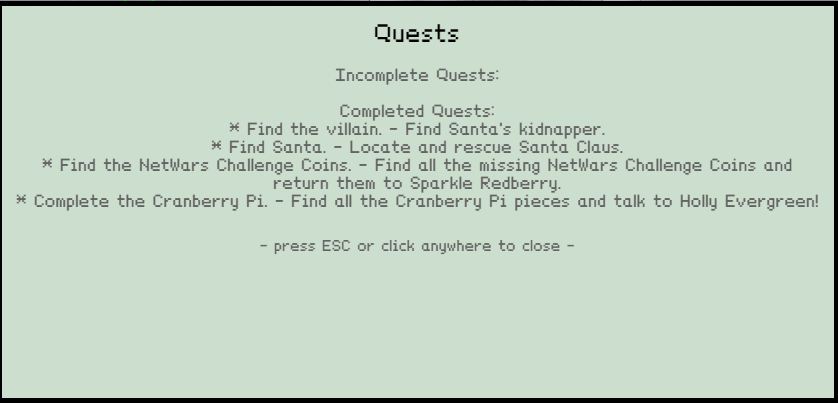 Quests
Incomplete Quests:
Completed Quests:
* Find the villain. - Find Santa's kidnapper.
* Find Santa. - Locate and rescue Santa Claus.
* Find the NetWars Challenge Coins. - Find all the missing NetWars Challenge Coins and
return them to Sparkle Redberry.
* Complete the Cranberry Pi. - Find all the Cranberry Pi pieces and talk to Holly Evergreen!
- press ESC or click anywhere to close -